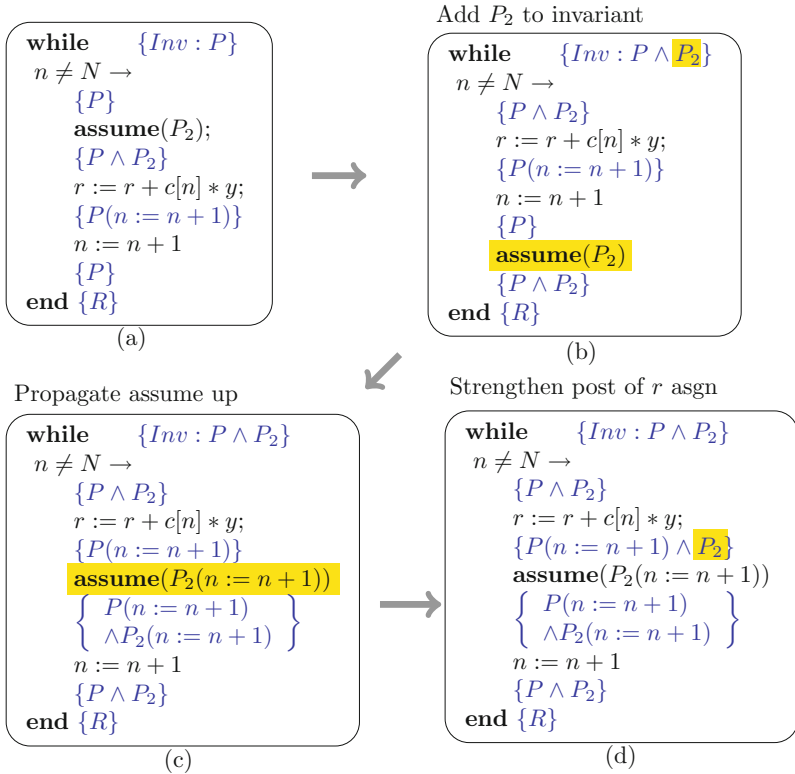 while {Inv : P}
n ≠ N →
{P}
assume(P₂);
{P ∧ P₂}
r := r + c[n] ∗ y;
{P(n := n + 1)}
n := n + 1
{P}
end {R}
(a)
Add P₂ to invariant
while {Inv : P ∧ P₂}
n ≠ N →
{P ∧ P₂}
r := r + c[n] ∗ y;
{P(n := n + 1)}
n := n + 1
{P}
assume(P₂)
{P ∧ P₂}
end {R}
(b)
Propagate assume up
while {Inv : P ∧ P₂}
n ≠ N →
{P ∧ P₂}
r := r + c[n] ∗ y;
{P(n := n + 1)}
assume(P₂(n := n + 1))
{ P(n := n + 1)
∧P₂(n := n + 1) }
n := n + 1
{P ∧ P₂}
end {R}
(c)
Strengthen post of r asgn
while {Inv : P ∧ P₂}
n ≠ N →
{P ∧ P₂}
r := r + c[n] ∗ y;
{P(n := n + 1) ∧ P₂}
assume(P₂(n := n + 1))
{ P(n := n + 1)
∧P₂(n := n + 1) }
n := n + 1
{P ∧ P₂}
end {R}
(d)